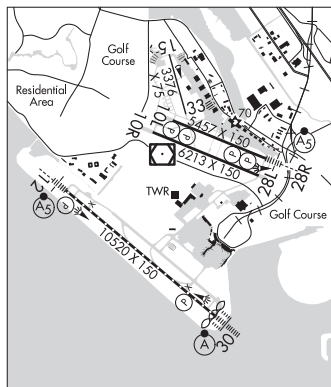 Golf
Course
15
3376 X 75
33
70
Residential
Area
10L
10R
5457 X 150
6213 X 150
P
P
P
P
A5
28L
28R
TWR
Golf Course
12
A5
P
10520 X 150
P
A
30